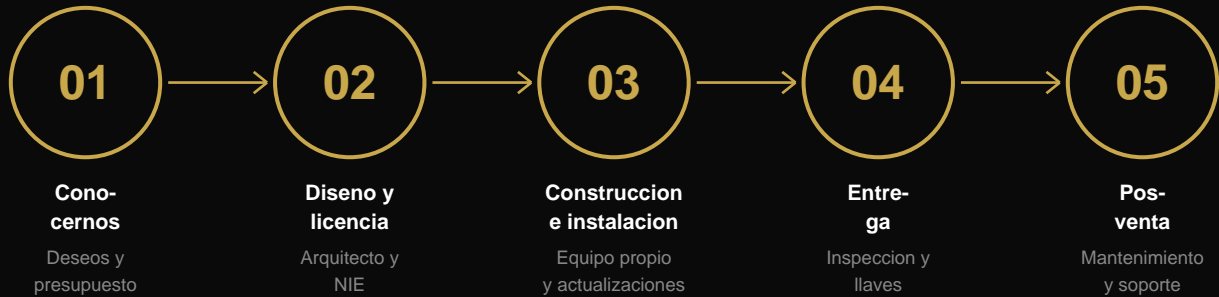 01
02
03
04
05
Cono-
cernos
Deseos y
presupuesto
Diseno y
licencia
Arquitecto y
NIE
Construccion
e instalacion
Equipo propio
y actualizaciones
Entre-
ga
Inspeccion y
llaves
Pos-
venta
Mantenimiento
y soporte